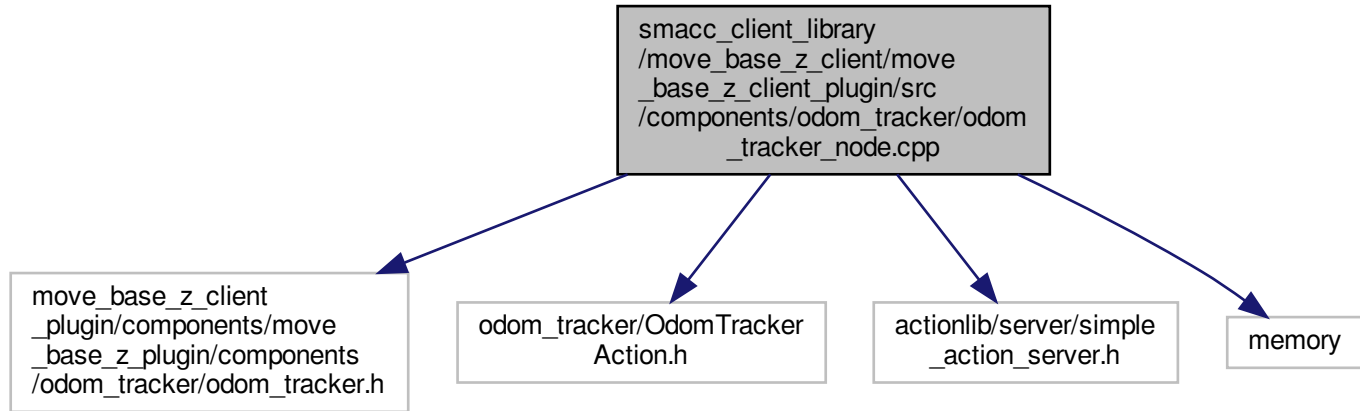 smacc_client_library
/move_base_z_client/move
_base_z_client_plugin/src
/components/odom_tracker/odom
_tracker_node.cpp
move_base_z_client
_plugin/components/move
_base_z_plugin/components
/odom_tracker/odom_tracker.h
odom_tracker/OdomTracker
Action.h
actionlib/server/simple
_action_server.h
memory